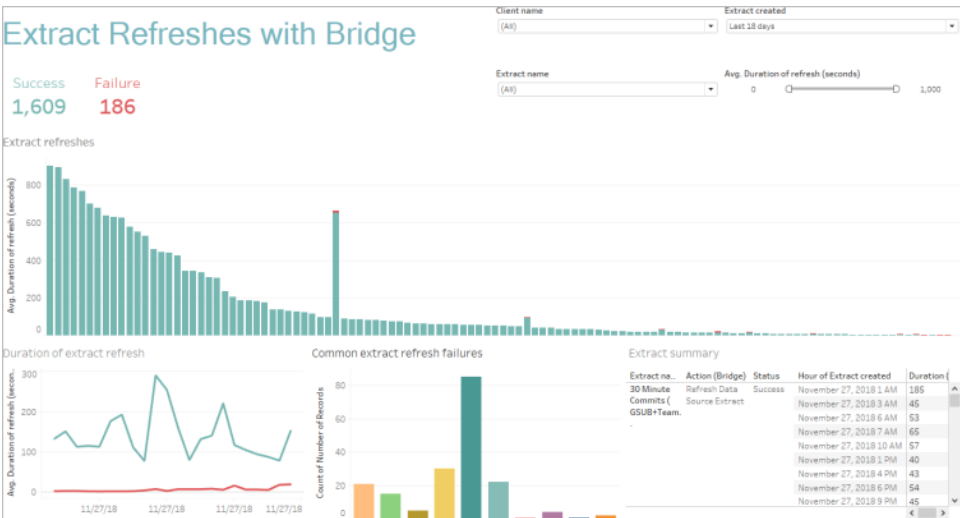 Extract Refreshes with Bridge
Client name
(All)
Extract created
Last 18 days
Extract name
(All)
Avg. Duration of refresh (seconds)
0 1,000
Success Failure
1,609 186
Extract refreshes
Avg. Duration of refresh (seconds)
800
600
400
200
0
Duration of extract refresh
Avg. Duration of refresh (secon..
300
200
100
0
11/27/18 11/27/18 11/27/18 11/27/18
Common extract refresh failures
Count of Number of Records
80
60
40
20
0
Extract summary
Extract na.. Action (Bridge) Status Hour of Extract created Duration (
30 Minute Refresh Data Success November 27, 2018 1 AM 185
Commits ( Source Extract November 27, 2018 3 AM 45
GSUB+Team. November 27, 2018 6 AM 53
.
November 27, 2018 7 AM 65
November 27, 2018 10 AM 57
November 27, 2018 1 PM 40
November 27, 2018 4 PM 43
November 27, 2018 6 PM 54
November 27, 2018 9 PM 45